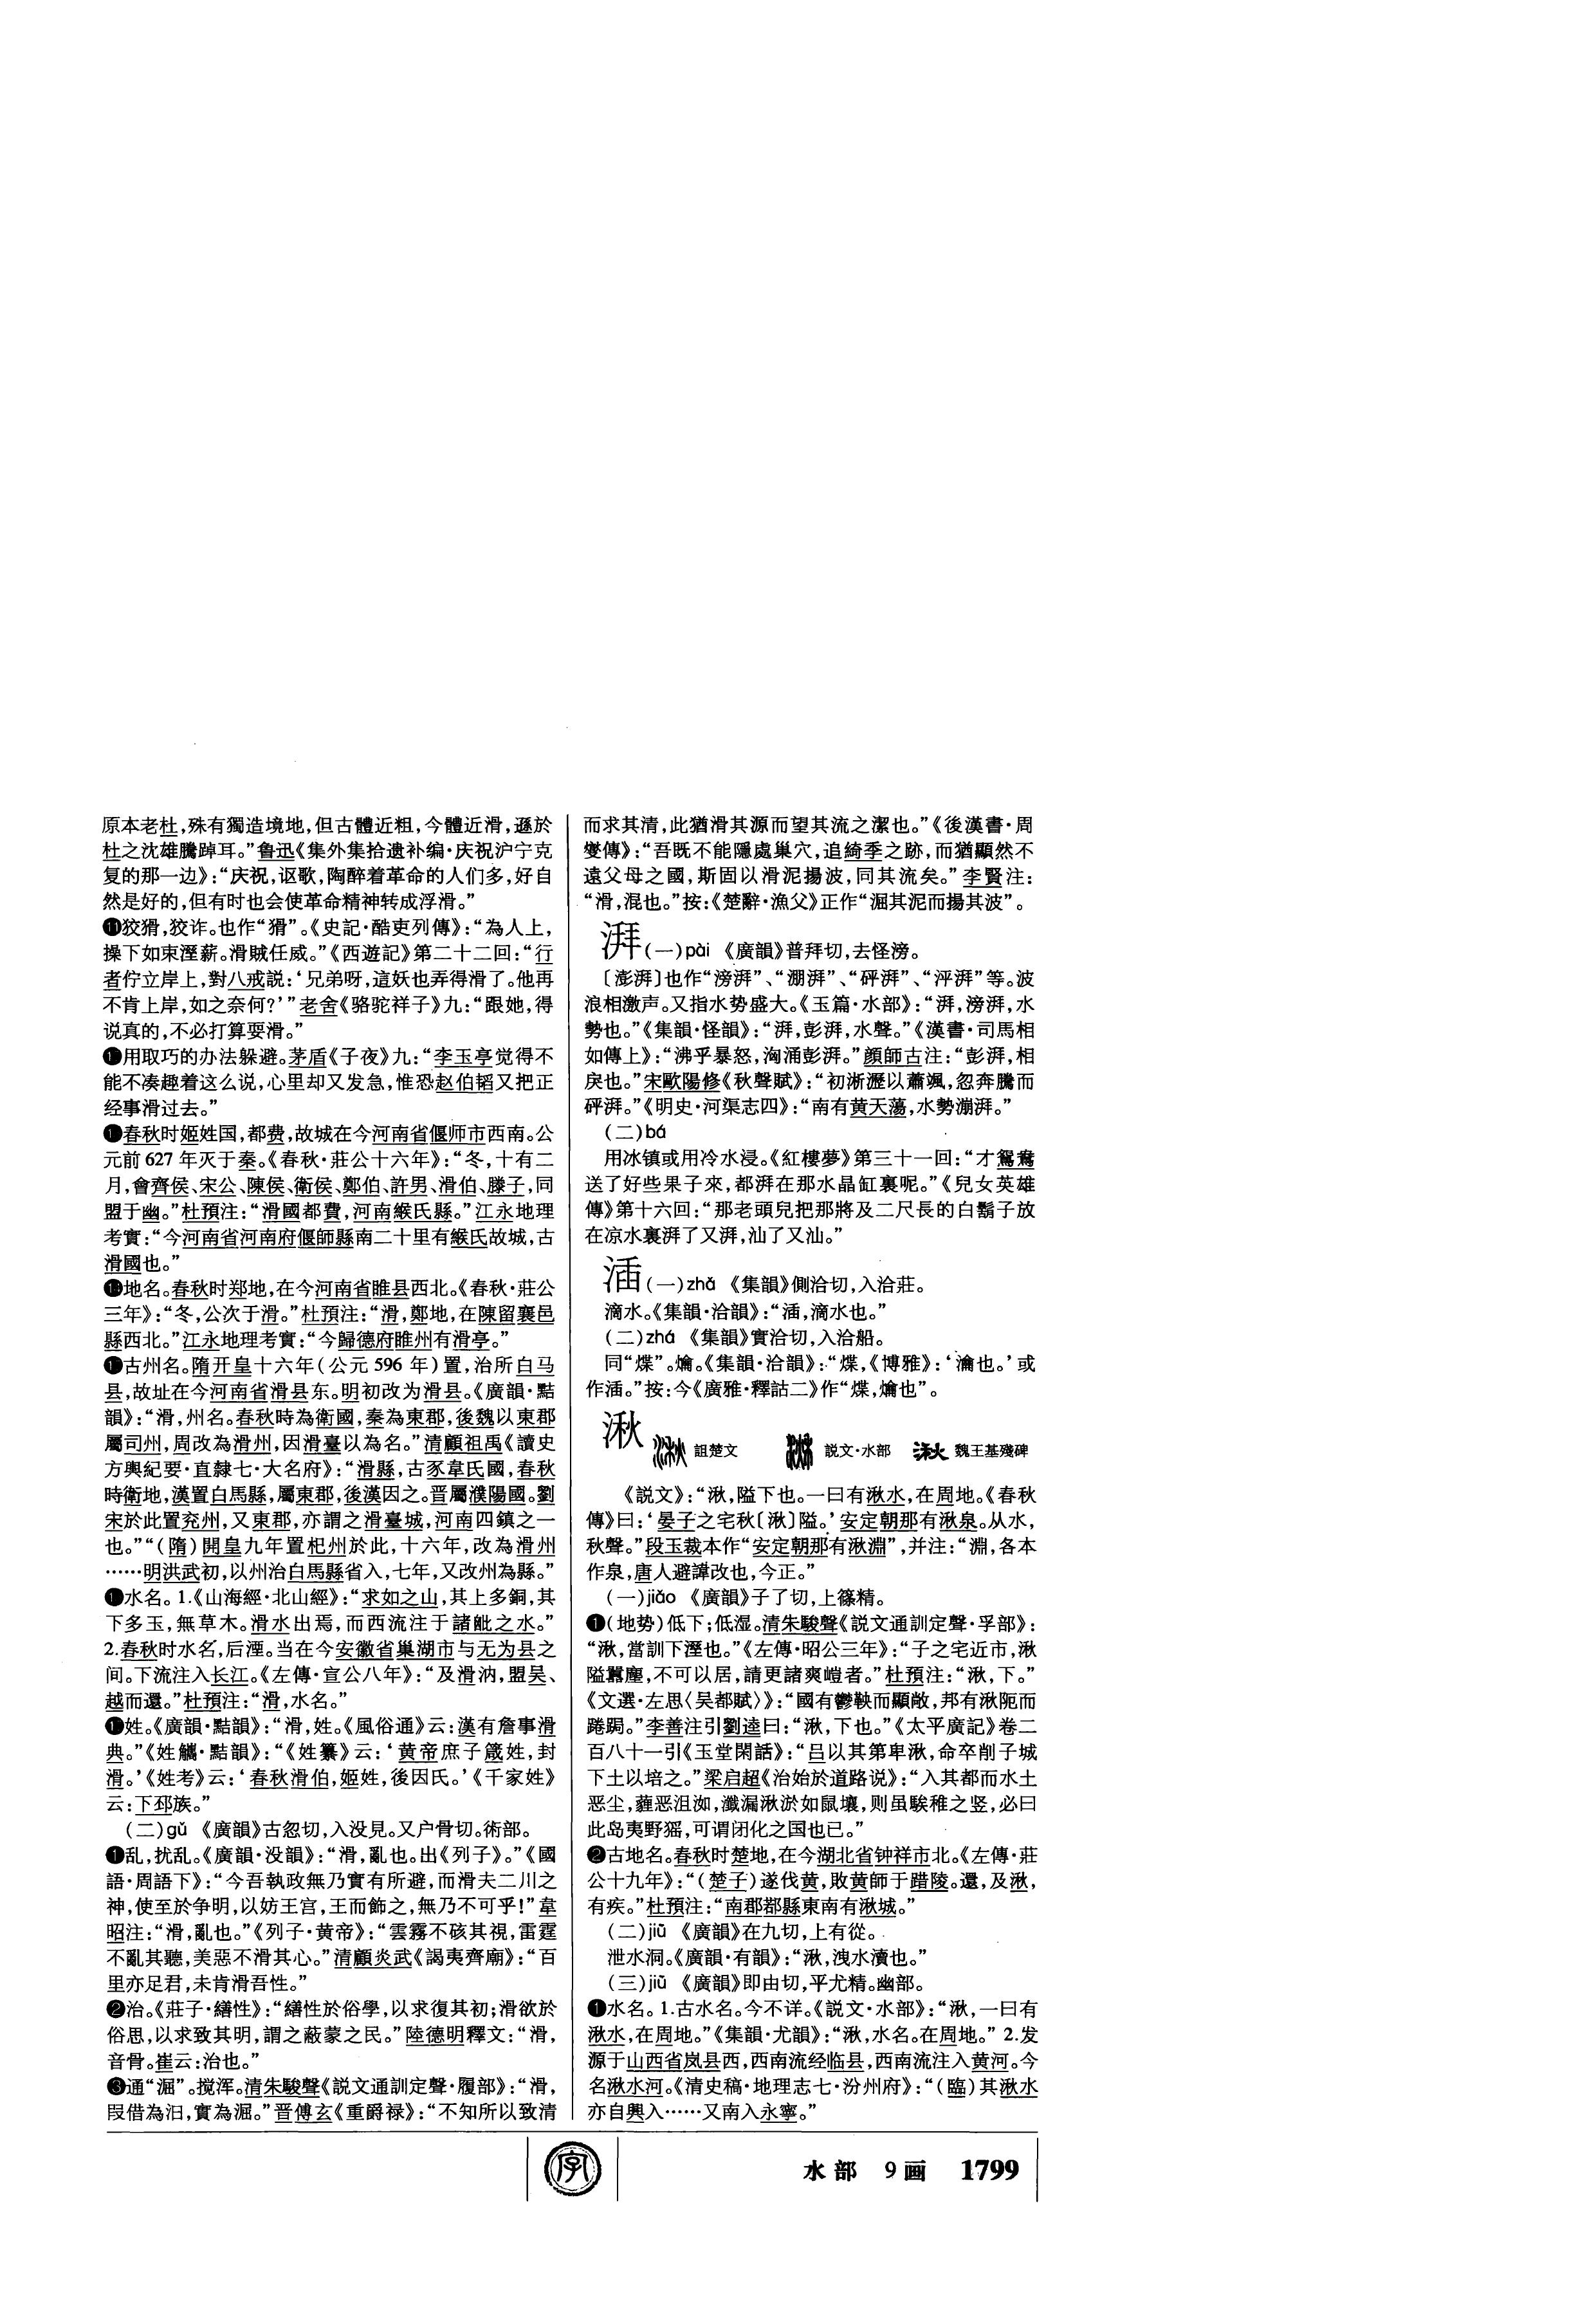 原本老杜,殊有獨造境地,但古體近粗,今體近滑,遜於
杜之沈雄騰踔耳。”鲁迅《集外集拾遗补编·庆祝沪宁克
复的那一边》:“庆祝,讴歌,陶醉着革命的人们多,好自
然是好的,但有时也会使革命精神转成浮滑。”
⓫狡猾,狡诈。也作“猾”。《史記·酷吏列傳》:“為人上,
操下如束溼薪。滑賊任威。”《西遊記》第二十二回:“行
者佇立岸上,對八戒説:‘兄弟呀,這妖也弄得滑了。他再
不肯上岸,如之奈何?’”老舍《骆驼祥子》九:“跟她,得
说真的,不必打算耍滑。”
用取巧的办法躲避。茅盾《子夜》九:“李玉亭觉得不
能不凑趣着这么说,心里却又发急,惟恐赵伯韬又把正
经事滑过去。”
春秋时姬姓国,都费,故城在今河南省偃师市西南。公
元前627年灭于秦。《春秋·莊公十六年》:“冬,十有二
月,會齊侯、宋公、陳侯、衛侯、鄭伯、許男、滑伯、滕子,同
盟于幽。”杜預注:“滑國都費,河南緱氏縣。”江永地理
考實:“今河南省河南府偃師縣南二十里有緱氏故城,古
滑國也。”
地名。春秋时郑地,在今河南省睢县西北。《春秋·莊公
三年》:“冬,公次于滑。”杜預注:“滑,鄭地,在陳留襄邑
縣西北。”江永地理考實:“今歸德府睢州有滑亭。”
古州名。隋开皇十六年(公元596年)置,治所白马
县,故址在今河南省滑县东。明初改为滑县。《廣韻·黠
韻》:“滑,州名。春秋時為衛國,秦為東郡,後魏以東郡
屬司州,周改為滑州,因滑臺以為名。”清顧祖禹《讀史
方輿紀要·直隸七·大名府》:“滑縣,古豕韋氏國,春秋
時衛地,漢置白馬縣,屬東郡,後漢因之。晋屬濮陽國。劉
宋於此置兖州,又東郡,亦謂之滑臺城,河南四鎮之一
也。”“(隋)開皇九年置杞州於此,十六年,改為滑州
……明洪武初,以州治白馬縣省入,七年,又改州為縣。”
水名。1.《山海經·北山經》:“求如之山,其上多銅,其
下多玉,無草木。滑水出焉,而西流注于諸䣢之水。”
2.春秋时水名,后湮。当在今安徽省巢湖市与无为县之
间。下流注入长江。《左傳·宣公八年》:“及滑汭,盟吴、
越而還。”杜預注:“滑,水名。”
姓。《廣韻·黠韻》:“滑,姓。《風俗通》云:漢有詹事滑
典。”《姓觿·黠韻》:“《姓纂》云:‘黄帝庶子箴姓,封
滑。’《姓考》云:‘春秋滑伯,姬姓,後因氏。’《千家姓》
云:下邳族。”
(二)gǔ 《廣韻》古忽切,入没見。又户骨切。術部。
❶乱,扰乱。《廣韻·没韻》:“滑,亂也。出《列子》。”《國
語·周語下》:“今吾執政無乃實有所避,而滑夫二川之
神,使至於争明,以妨王宫,王而飾之,無乃不可乎!”韋
昭注:“滑,亂也。”《列子·黄帝》:“雲霧不硋其視,雷霆
不亂其聽,美惡不滑其心。”清顧炎武《謁夷齊廟》:“百
里亦足君,未肯滑吾性。”
❷治。《莊子·繕性》:“繕性於俗學,以求復其初;滑欲於
俗思,以求致其明,謂之蔽蒙之民。”陸德明釋文:“滑,
音骨。崔云:治也。”
❸通“淈”。搅浑。清朱駿聲《説文通訓定聲·履部》:“滑,
叚借為汩,實為淈。”晋傅玄《重爵禄》:“不知所以致清
而求其清,此猶滑其源而望其流之潔也。”《後漢書·周
燮傳》:“吾既不能隱處巢穴,追綺季之跡,而猶顯然不
遠父母之國,斯固以滑泥揚波,同其流矣。”李賢注:
“滑,混也。”按:《楚辭·漁父》正作“淈其泥而揚其波”。
湃 (一)pài 《廣韻》普拜切,去怪滂。
〔澎湃〕也作“滂湃”、“淜湃”、“砰湃”、“泙湃”等。波
浪相激声。又指水势盛大。《玉篇·水部》:“湃,滂湃,水
勢也。”《集韻·怪韻》:“湃,彭湃,水聲。”《漢書·司馬相
如傳上》:“沸乎暴怒,洶涌彭湃。”顔師古注:“彭湃,相
戾也。”宋歐陽修《秋聲賦》:“初淅瀝以蕭颯,忽奔騰而
砰湃。”《明史·河渠志四》:“南有黄天蕩,水勢漰湃。”
(二)bá
用冰镇或用冷水浸。《紅樓夢》第三十一回:“才鴛鴦
送了好些果子來,都湃在那水晶缸裏呢。”《兒女英雄
傳》第十六回:“那老頭兒把那將及二尺長的白鬍子放
在凉水裏湃了又湃,汕了又汕。”
湁 (一)zhǎ 《集韻》側洽切,入洽莊。
滴水。《集韻·洽韻》:“,滴水也。”
(二)zhá 《集韻》實洽切,入洽船。
同“煠”。爚。《集韻·洽韻》:“煠,《博雅》:‘瀹也。’或
作。”按:今《廣雅·釋詁二》作“煠,爚也”。
湫 詛楚文 説文·水部 魏王基殘碑
《説文》:“湫,隘下也。一曰有湫水,在周地。《春秋
傳》曰:‘晏子之宅秋〔湫〕隘。’安定朝那有湫泉。从水,
秋聲。”段玉裁本作“安定朝那有湫淵”,并注:“淵,各本
作泉,唐人避諱改也,今正。”
(一)jiǎo 《廣韻》子了切,上篠精。
❶(地势)低下;低湿。清朱駿聲《説文通訓定聲·孚部》:
“湫,當訓下溼也。”《左傳·昭公三年》:“子之宅近市,湫
隘囂塵,不可以居,請更諸爽塏者。”杜預注:“湫,下。”
《文選·左思〈吴都賦〉》:“國有鬱鞅而顯敞,邦有湫阨而
踡跼。”李善注引劉逵曰:“湫,下也。”《太平廣記》卷二
百八十一引《玉堂閑話》:“吕以其第卑湫,命卒削子城
下土以培之。”梁启超《治始於道路说》:“入其都而水土
恶尘,薶恶沮洳,瀸漏湫淤如鼠壤,则虽騃稚之竖,必曰
此岛夷野猺,可谓闭化之国也已。”
❷古地名。春秋时楚地,在今湖北省钟祥市北。《左傳·莊
公十九年》:“(楚子)遂伐黄,敗黄師于踖陵。還,及湫,
有疾。”杜預注:“南郡鄀縣東南有湫城。”
(二)jiǔ 《廣韻》在九切,上有從。
泄水洞。《廣韻·有韻》:“湫,洩水瀆也。”
(三)jiū 《廣韻》即由切,平尤精。幽部。
❶水名。1.古水名。今不详。《説文·水部》:“湫,一曰有
湫水,在周地。”《集韻·尤韻》:“湫,水名。在周地。” 2.发
源于山西省岚县西,西南流经临县,西南流注入黄河。今
名湫水河。《清史稿·地理志七·汾州府》:“(臨)其湫水
亦自興入……又南入永寧。”
字
水部 9画 1799